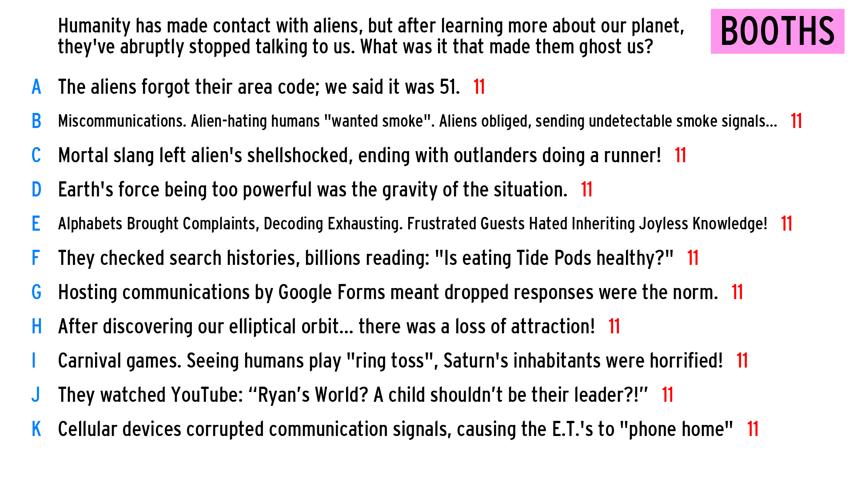 Humanity has made contact with aliens, but after learning more about our planet,
they've abruptly stopped talking to us. What was it that made them ghost us?
BOOTHS
A The aliens forgot their area code; we said it was 51. 11
B Miscommunications. Alien-hating humans "wanted smoke". Aliens obliged, sending undetectable smoke signals... 11
C Mortal slang left alien's shellshocked, ending with outlanders doing a runner! 11
D Earth's force being too powerful was the gravity of the situation. 11
E Alphabets Brought Complaints, Decoding Exhausting. Frustrated Guests Hated Inheriting Joyless Knowledge! 11
F They checked search histories, billions reading: "Is eating Tide Pods healthy?" 11
G Hosting communications by Google Forms meant dropped responses were the norm. 11
H After discovering our elliptical orbit... there was a loss of attraction! 11
I Carnival games. Seeing humans play "ring toss", Saturn's inhabitants were horrified! 11
J They watched YouTube: “Ryan’s World? A child shouldn’t be their leader?!” 11
K Cellular devices corrupted communication signals, causing the E.T.'s to "phone home" 11